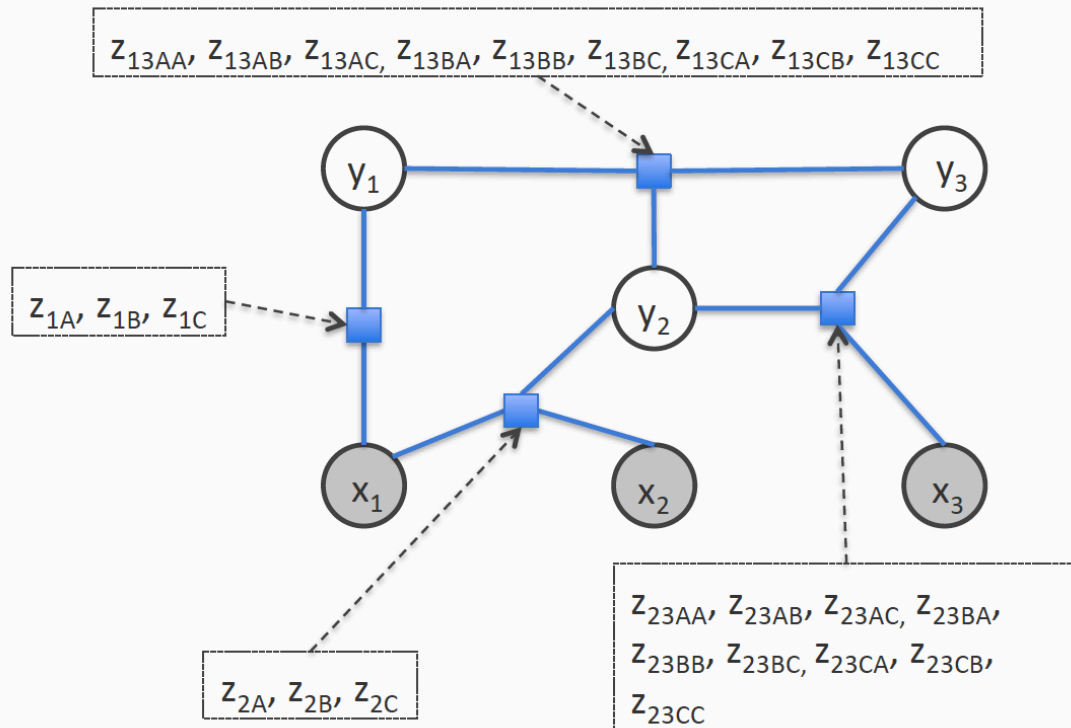 z13AA, z13AB, z13AC, z13BA, z13BB, z13BC, z13CA, z13CB, z13CC
y1
y3
z1A, z1B, z1C
y2
x1
x2
x3
z23AA, z23AB, z23AC, z23BA,
z23BB, z23BC, z23CA, z23CB,
z23CC
z2A, z2B, z2C